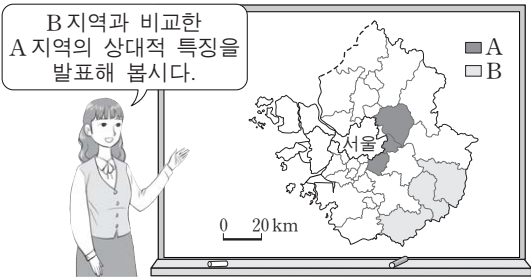 B 지역과 비교한
A 지역의 상대적 특징을
발표해 봅시다.
A
B
서울
0 20 km